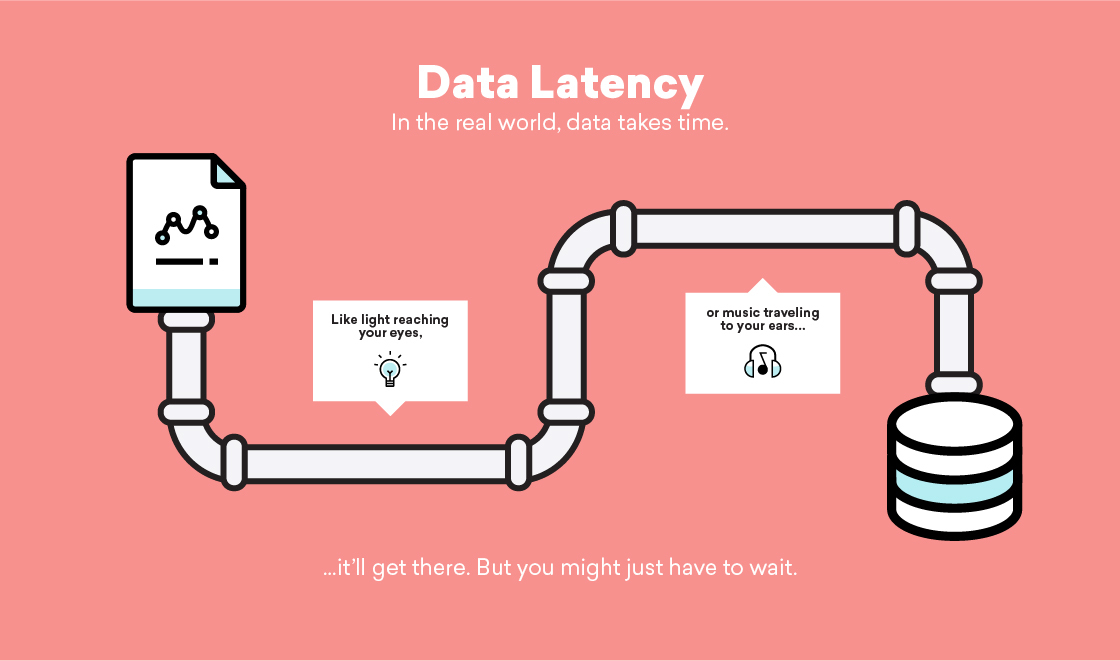 Data Latency
In the real world, data takes time.
Like light reaching
your eyes,
or music traveling
to your ears...
...it'll get there. But you might just have to wait.